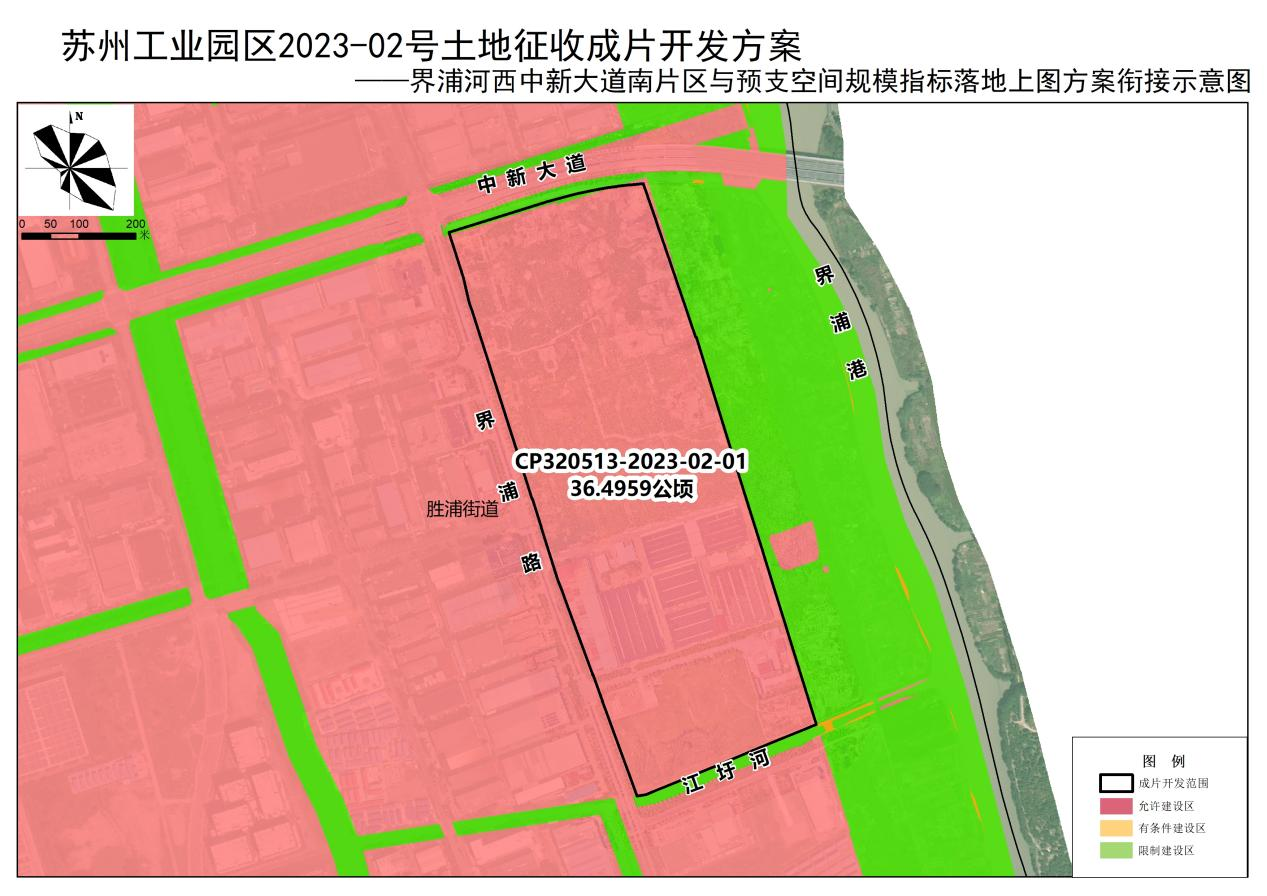 苏州工业园区2023-02号土地征收成片开发方案
——界浦河西中新大道南片区与预支空间规模指标落地上图方案衔接示意图
N
0 50 100 200
米
中新大道
界浦港
界浦路
CP320513-2023-02-01
36.4959公顷
胜浦街道
江圩河
图 例
成片开发范围
允许建设区
有条件建设区
限制建设区